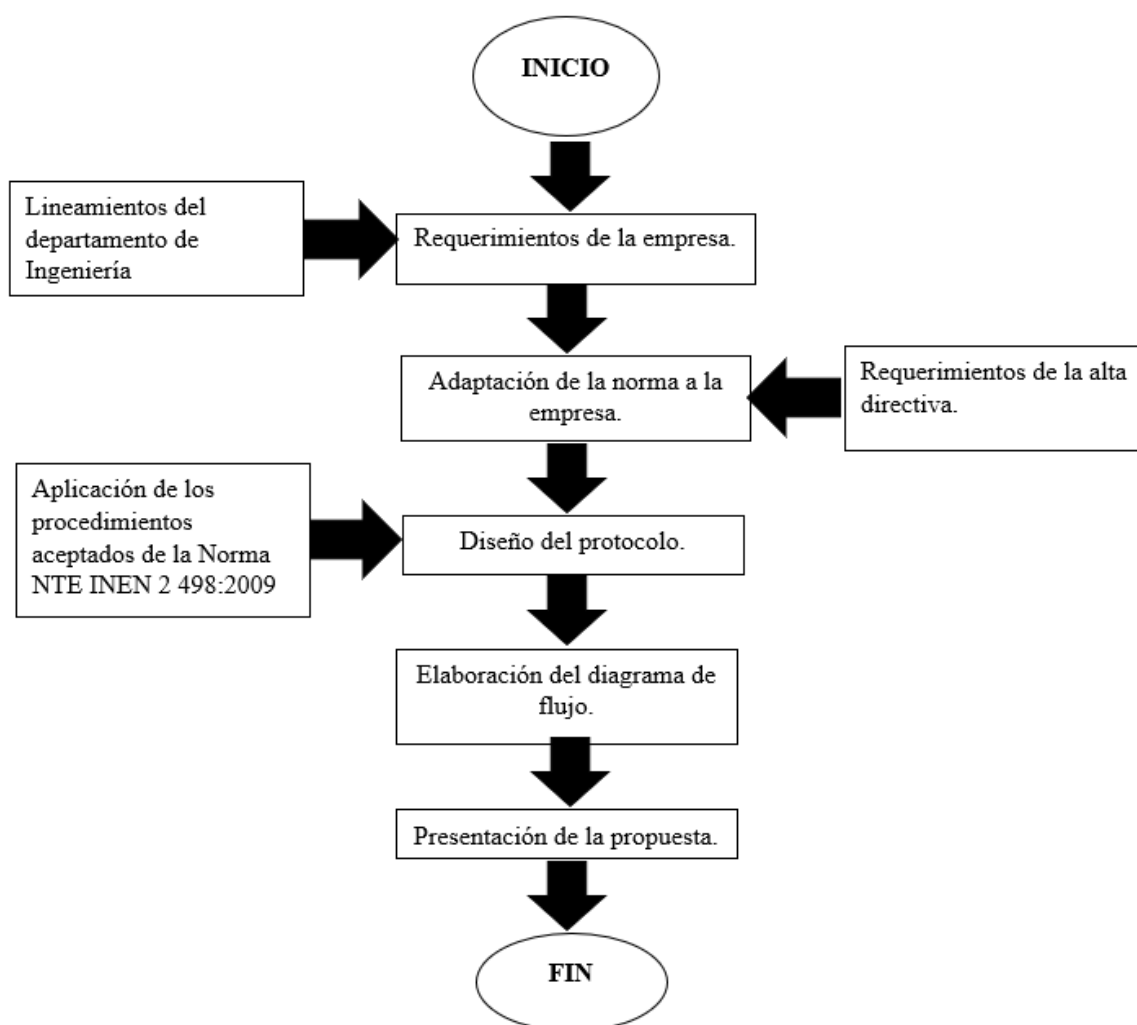 INICIO
Lineamientos del
departamento de
Ingeniería
Requerimientos de la empresa.
Adaptación de la norma a la
empresa.
Requerimientos de la alta
directiva.
Aplicación de los
procedimientos
aceptados de la Norma
NTE INEN 2 498:2009
Diseño del protocolo.
Elaboración del diagrama de
flujo.
Presentación de la propuesta.
FIN